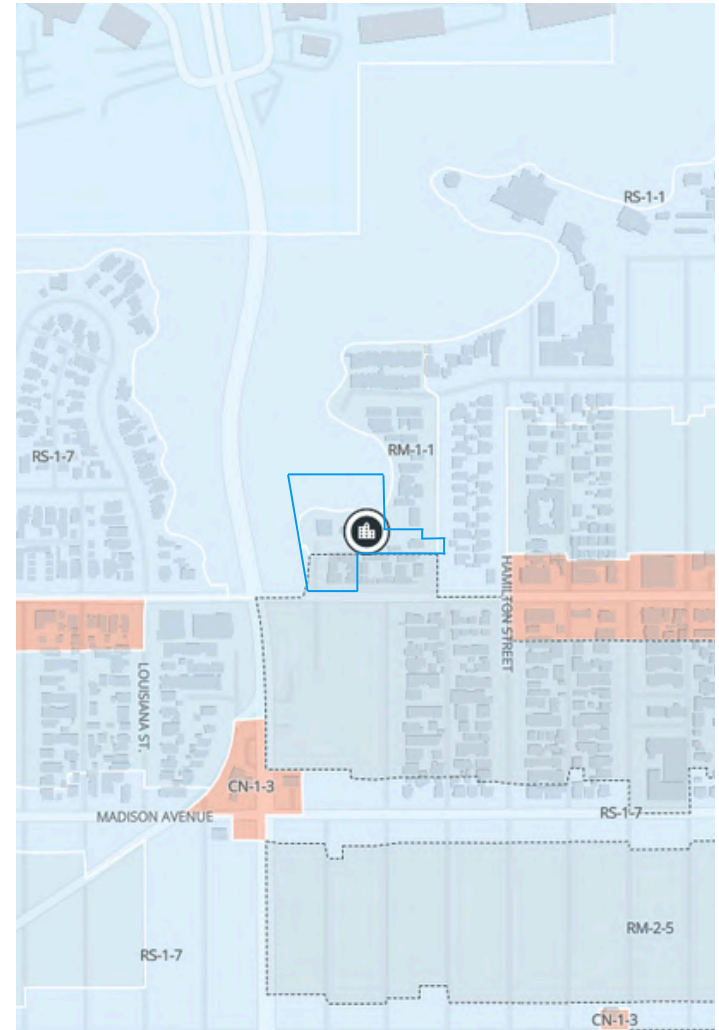 RS-1-1
RM-1-1
RS-1-7
HAMILTON STREET
LOUISIANA ST.
CN-1-3
MADISON AVENUE
RS-1-7
RM-2-5
RS-1-7
CN-1-3